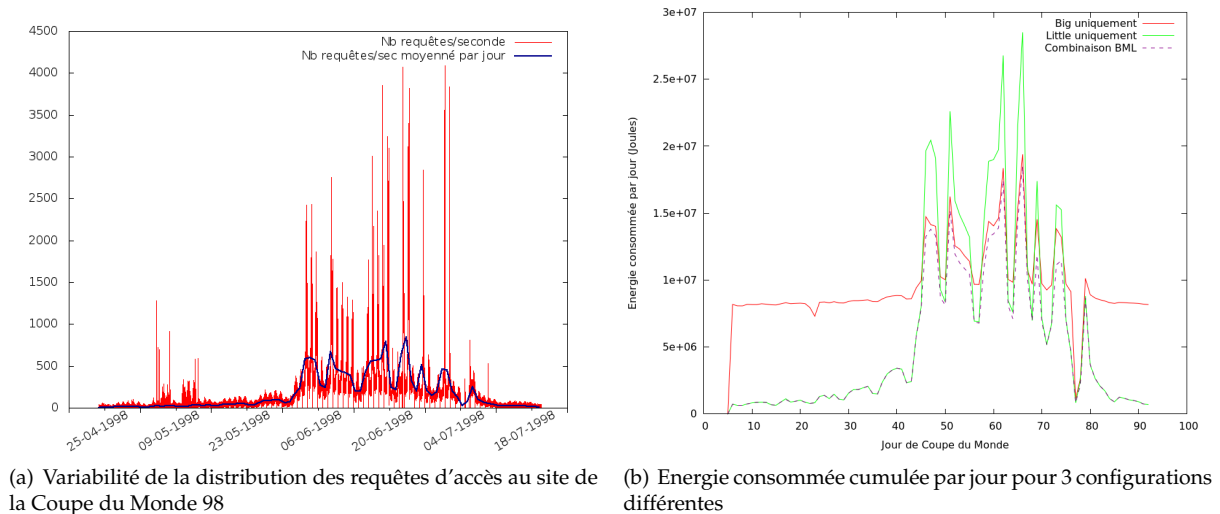 4500
4000
3500
3000
2500
2000
1500
1000
500
0
Nb requêtes/seconde
Nb requêtes/sec moyenné par jour
25-04-1998
09-05-1998
23-05-1998
06-06-1998
20-06-1998
04-07-1998
18-07-1998
(a) Variabilité de la distribution des requêtes d'accès au site de
la Coupe du Monde 98
Energie consommée par jour (Joules)
3e+07
2.5e+07
2e+07
1.5e+07
1e+07
5e+06
0
Big uniquement
Little uniquement
Combinaison BML
0
10
20
30
40
50
60
70
80
90
100
Jour de Coupe du Monde
(b) Energie consommée cumulée par jour pour 3 configurations
différentes